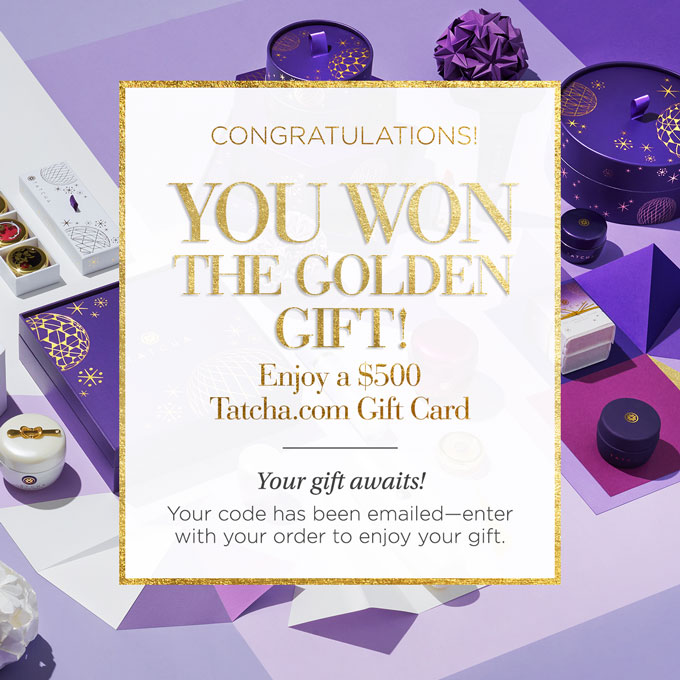 CONGRATULATIONS!
YOU WON
THE GOLDEN
GIFT!
Enjoy a $500
Tatcha.com Gift Card
Your gift awaits!
Your code has been emailed—enter
with your order to enjoy your gift.
TATCHA